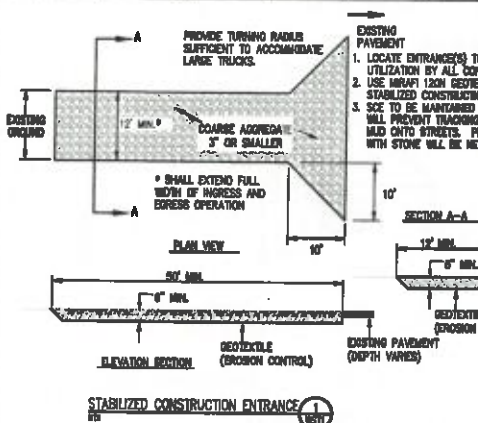 A
PROVIDE TURNING RADIUS
SUFFICIENT TO ACCOMMODATE
LARGE TRUCKS.
EXISTING
PAVEMENT
1. LOCATE ENTRANCE(S) T
UTILIZATION BY ALL CON
2. USE MIRAFI 120N GEOTE
STABILIZED CONSTRUCTI
3. SCE TO BE MAINTAINED
WILL PREVENT TRACKING
MUD ONTO STREETS.
WITH STONE WILL BE
EXISTING
GROUND
12' MIN.*
COARSE AGGREGATE
3" OR SMALLER
A
* SHALL EXTEND FULL
WIDTH OF INGRESS AND
EGRESS OPERATION
10'
10'
PLAN VIEW
SECTION A-A
12' MIN.
50' MIN.
6" MIN.
6"
GEOTEXTIL
(EROSION
GEOTEXTILE
(EROSION CONTROL)
EXISTING PAVEMENT
(DEPTH VARIES)
ELEVATION SECTION
STABILIZED CONSTRUCTION ENTRANCE
1